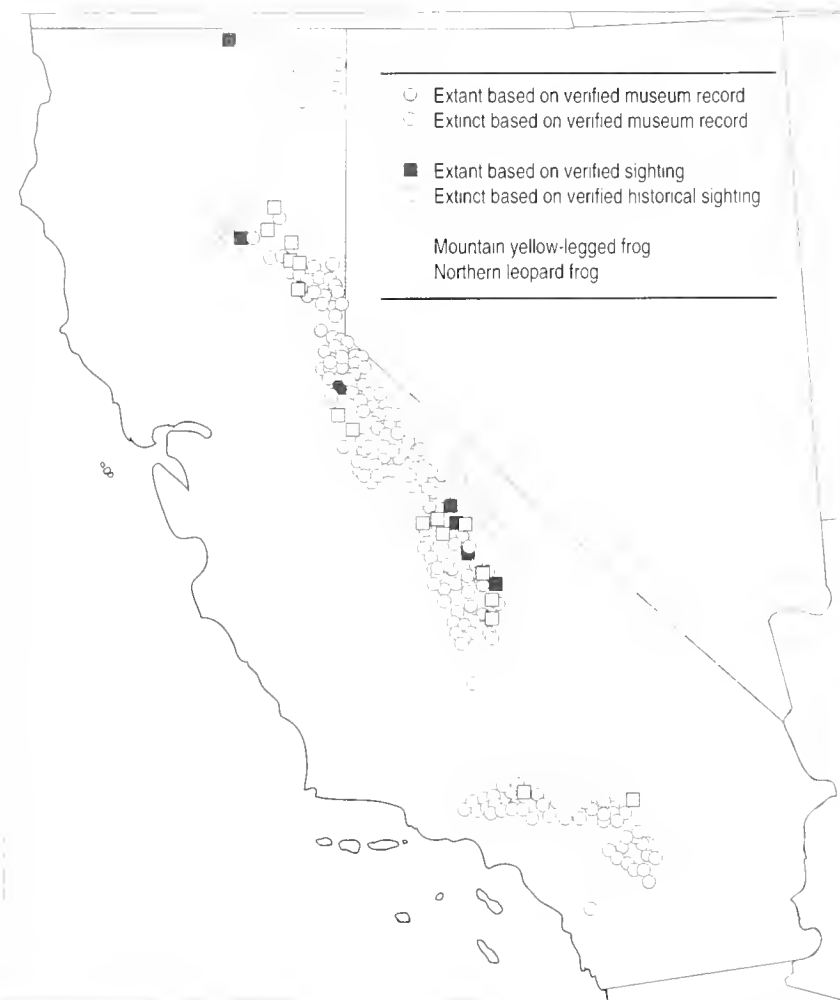 Extant based on verified museum record
Extinct based on verified museum record
Extant based on verified sighting
Extinct based on verified historical sighting
Mountain yellow-legged frog
Northern leopard frog